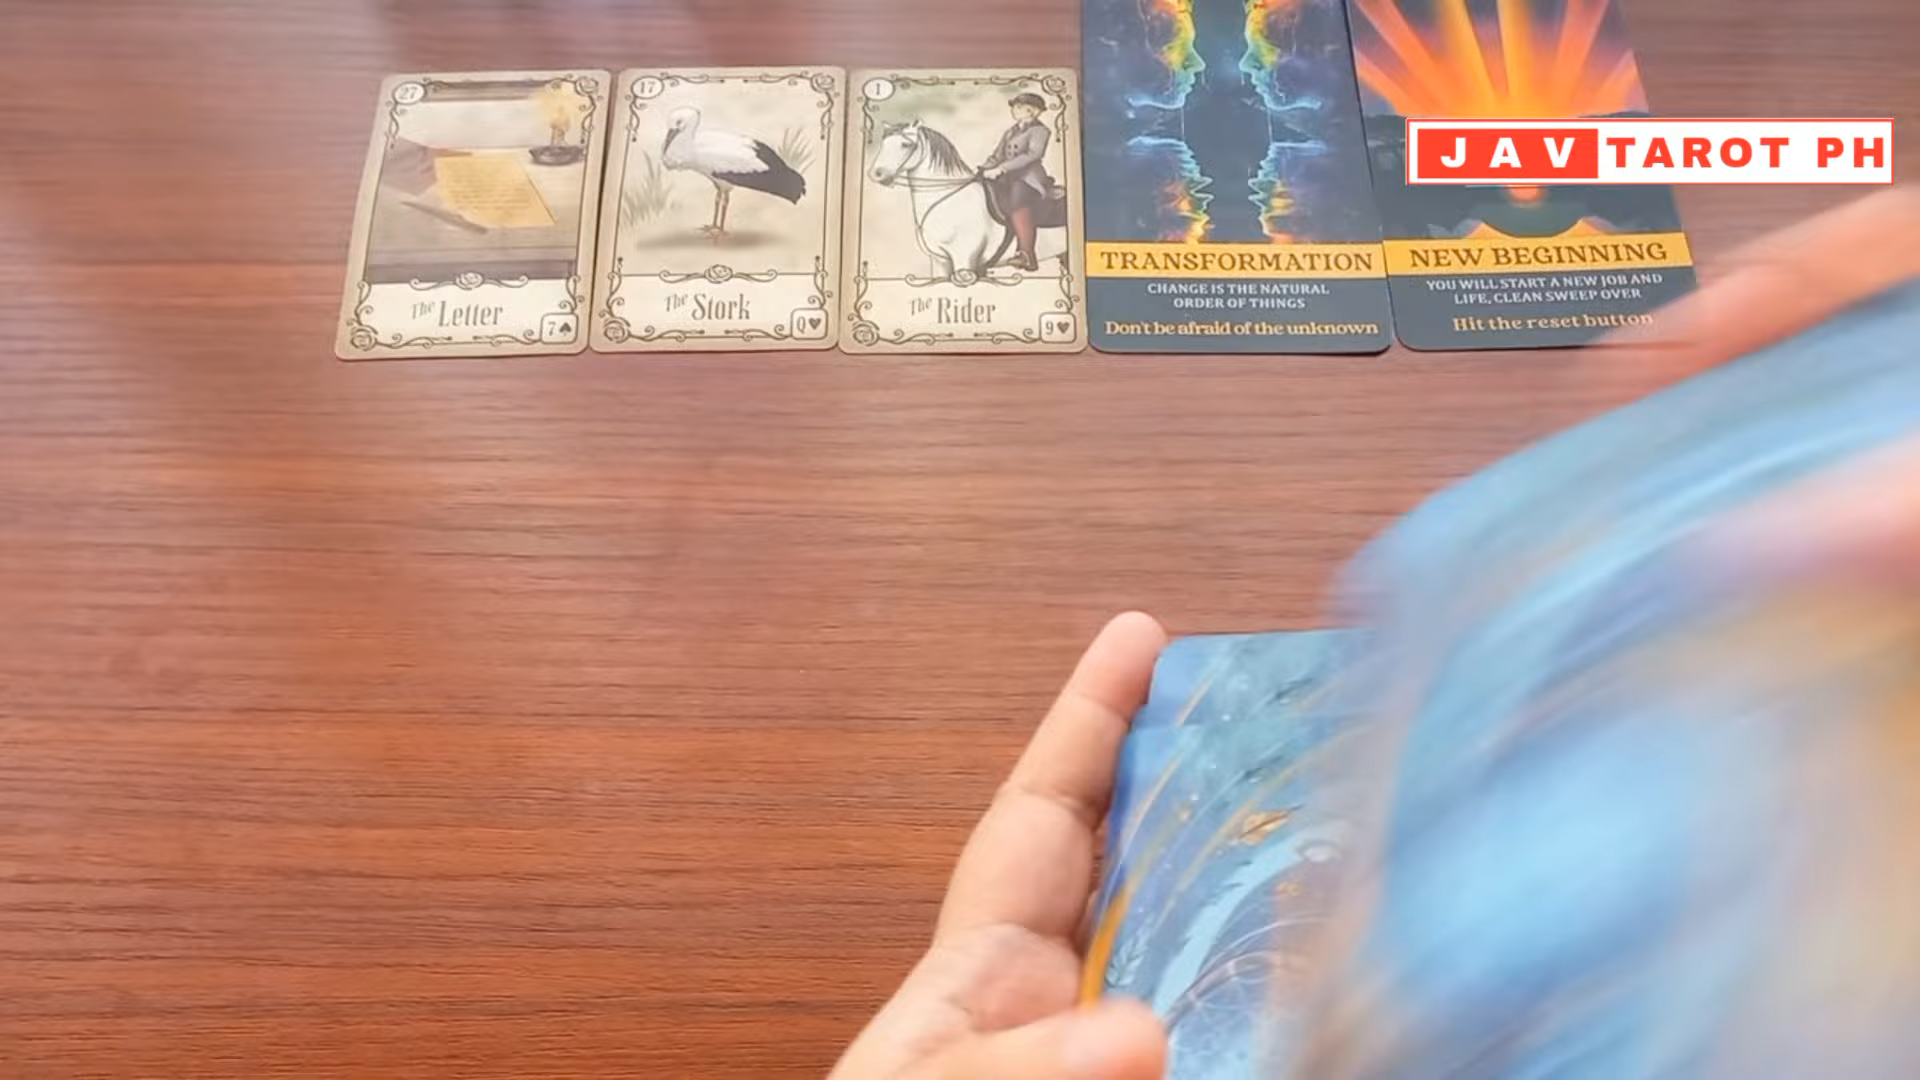 27
The Letter
7♠
17
The Stork
Q♥
1
The Rider
9♥
TRANSFORMATION
CHANGE IS THE NATURAL
ORDER OF THINGS
Don't be afraid of the unknown
NEW BEGINNING
YOU WILL START A NEW JOB AND
LIFE, CLEAN SWEEP OVER
Hit the reset button
JAV TAROT PH